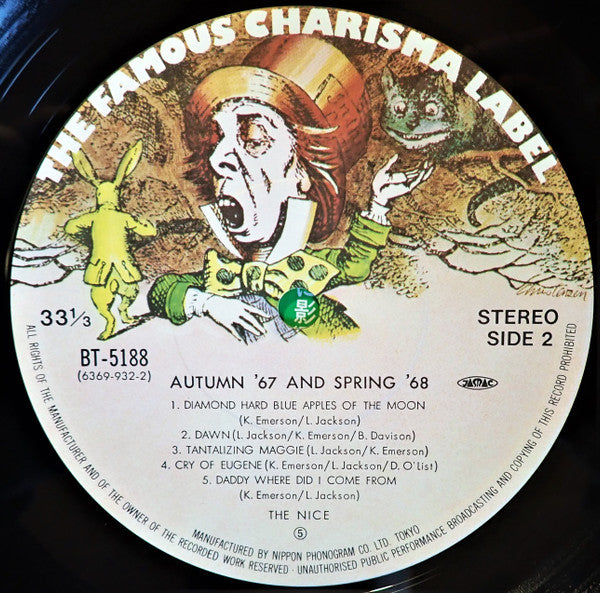 THE FAMOUS CHARISMA LABEL
33⅓
STEREO
SIDE 2
BT-5188
(6369-932-2)
AUTUMN '67 AND SPRING '68
JASRAC
1. DIAMOND HARD BLUE APPLES OF THE MOON
(K. Emerson/L. Jackson)
2. DAWN(L. Jackson/K. Emerson/B. Davison)
3. TANTALIZING MAGGIE(L. Jackson/K. Emerson)
4. CRY OF EUGENE(K. Emerson/L. Jackson/D. O'List)
5. DADDY WHERE DID I COME FROM
(K. Emerson/L. Jackson)
THE NICE
⑤
ALL RIGHTS OF THE MANUFACTURER AND OF THE OWNER OF THE RECORDED WORK RESERVED · UNAUTHORISED PUBLIC PERFORMANCE BROADCASTING AND COPYING OF THIS RECORD PROHIBITED
MANUFACTURED BY NIPPON PHONOGRAM CO. LTD. TOKYO
影